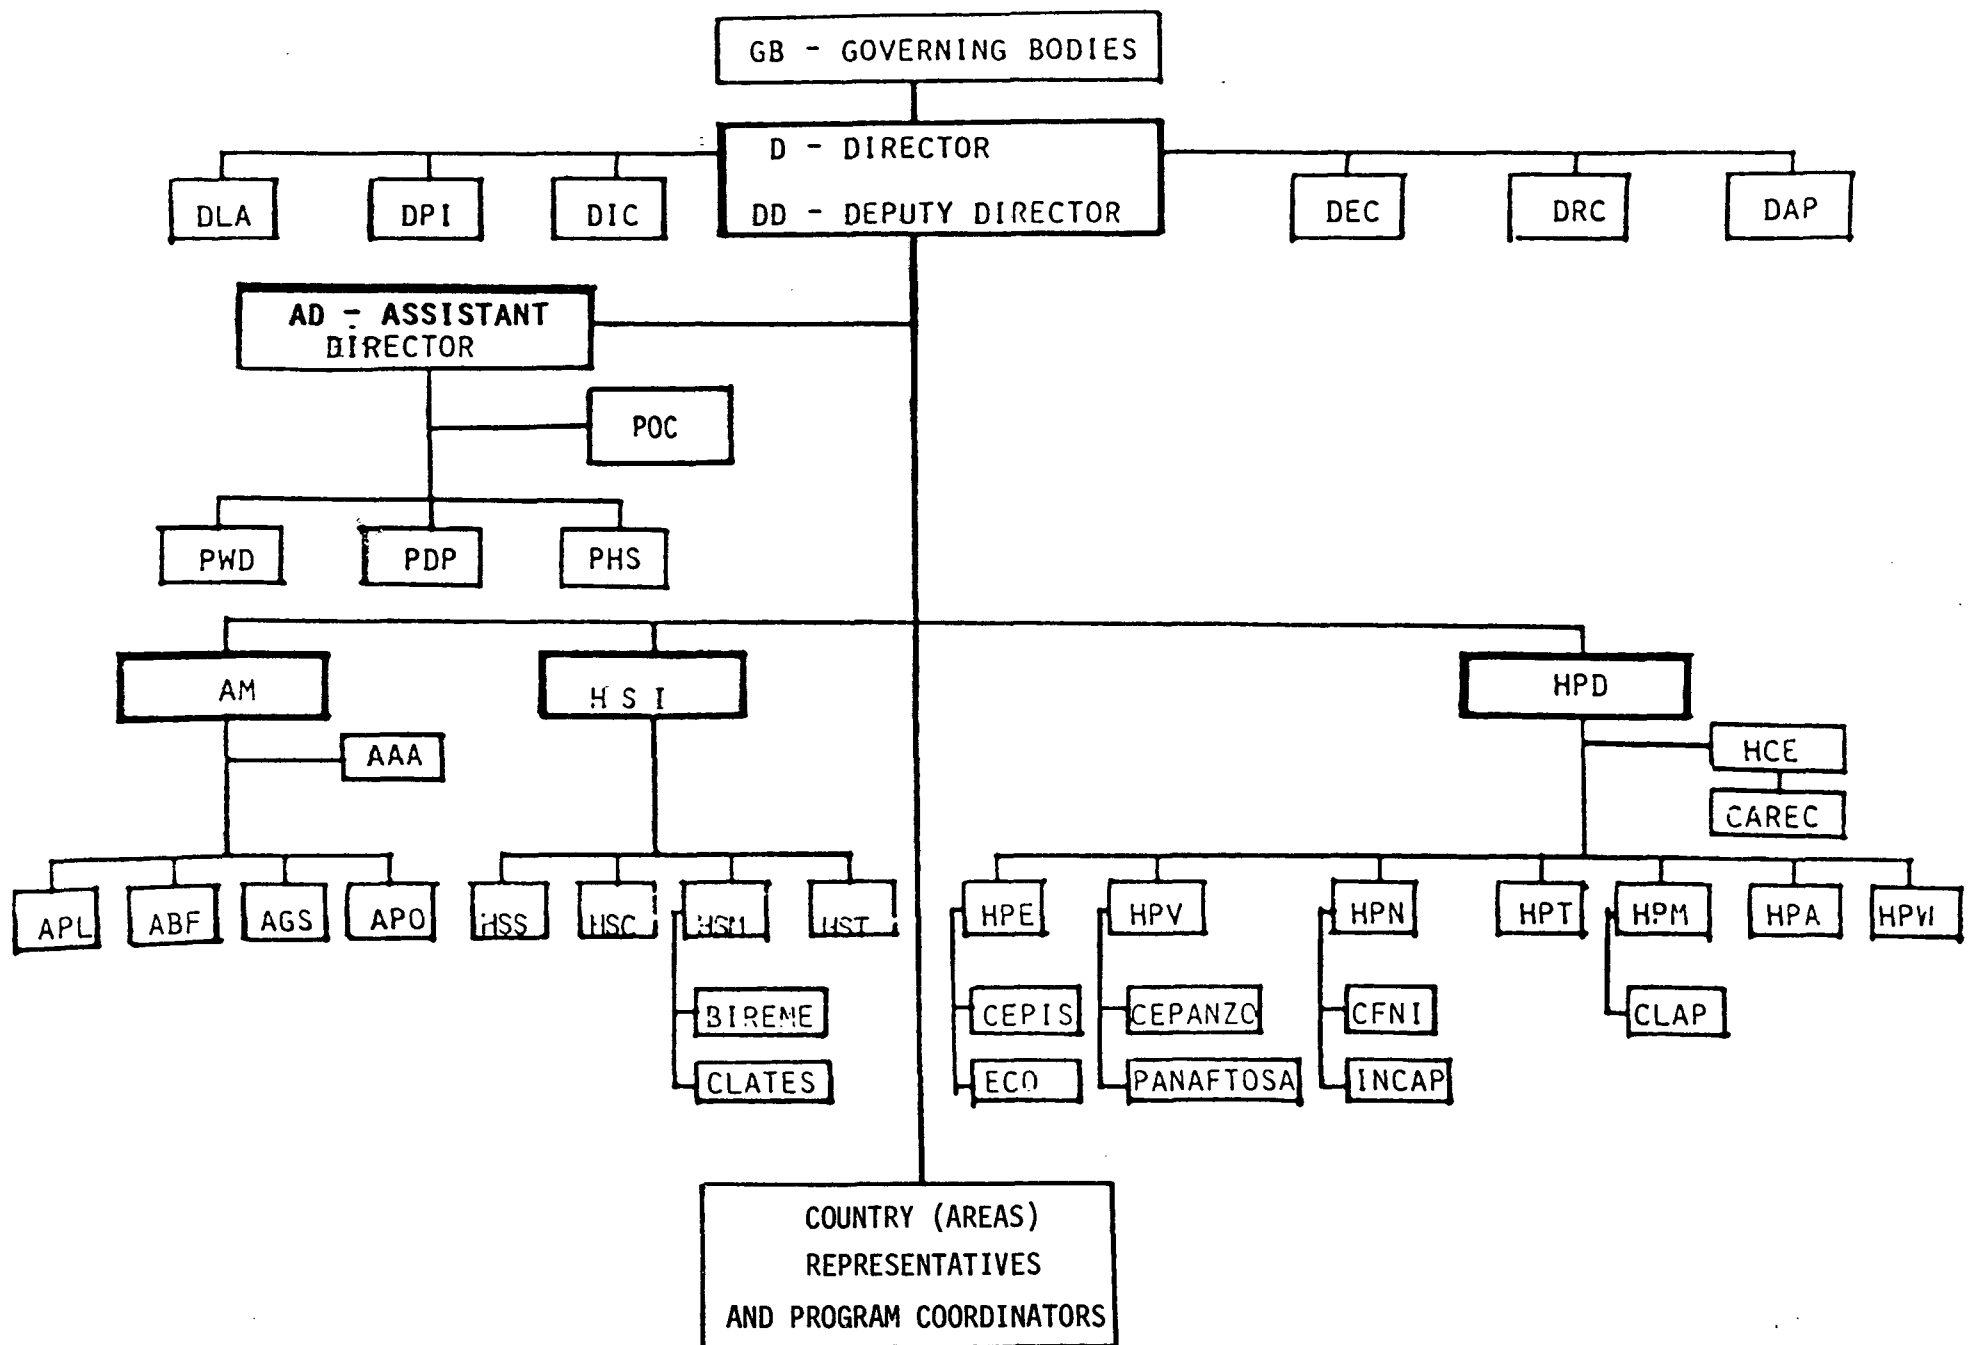 GB - GOVERNING BODIES
D - DIRECTOR
DD - DEPUTY DIRECTOR
DLA
DPI
DIC
DEC
DRC
DAP
AD - ASSISTANT
DIRECTOR
POC
PWD
PDP
PHS
AM
HSI
HPD
AAA
HCE
CAREC
APL
ABF
AGS
APO
HSS
HSC
HSM
HST
HPE
HPV
HPN
HPT
HPM
HPA
HPW
BIREME
CEPIS
CEPANZO
CFNI
CLAP
CLATES
ECO
PANAFTOSA
INCAP
COUNTRY (AREAS)
REPRESENTATIVES
AND PROGRAM COORDINATORS